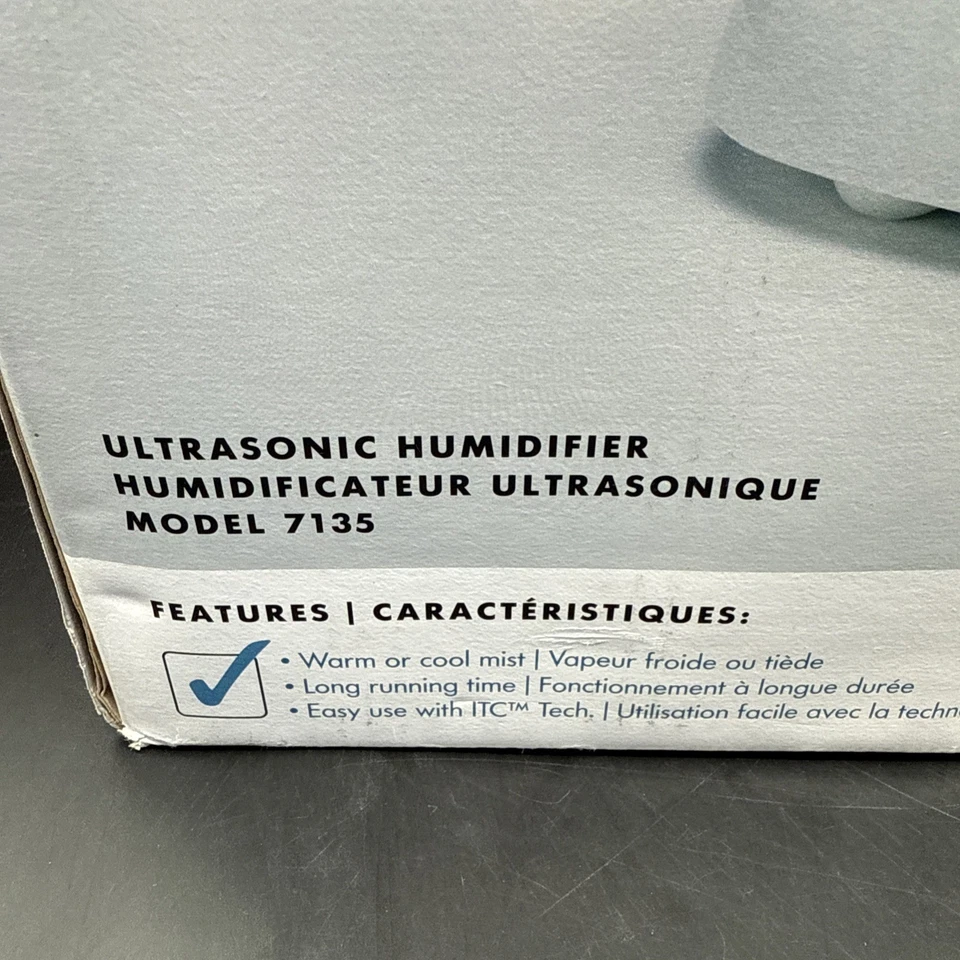 ULTRASONIC HUMIDIFIER
HUMIDIFICATEUR ULTRASONIQUE
MODEL 7135
FEATURES | CARACTÉRISTIQUES:
• Warm or cool mist | Vapeur froide ou tiède
• Long running time | Fonctionnement à longue durée
• Easy use with ITC™ Tech. | Utilisation facile avec la